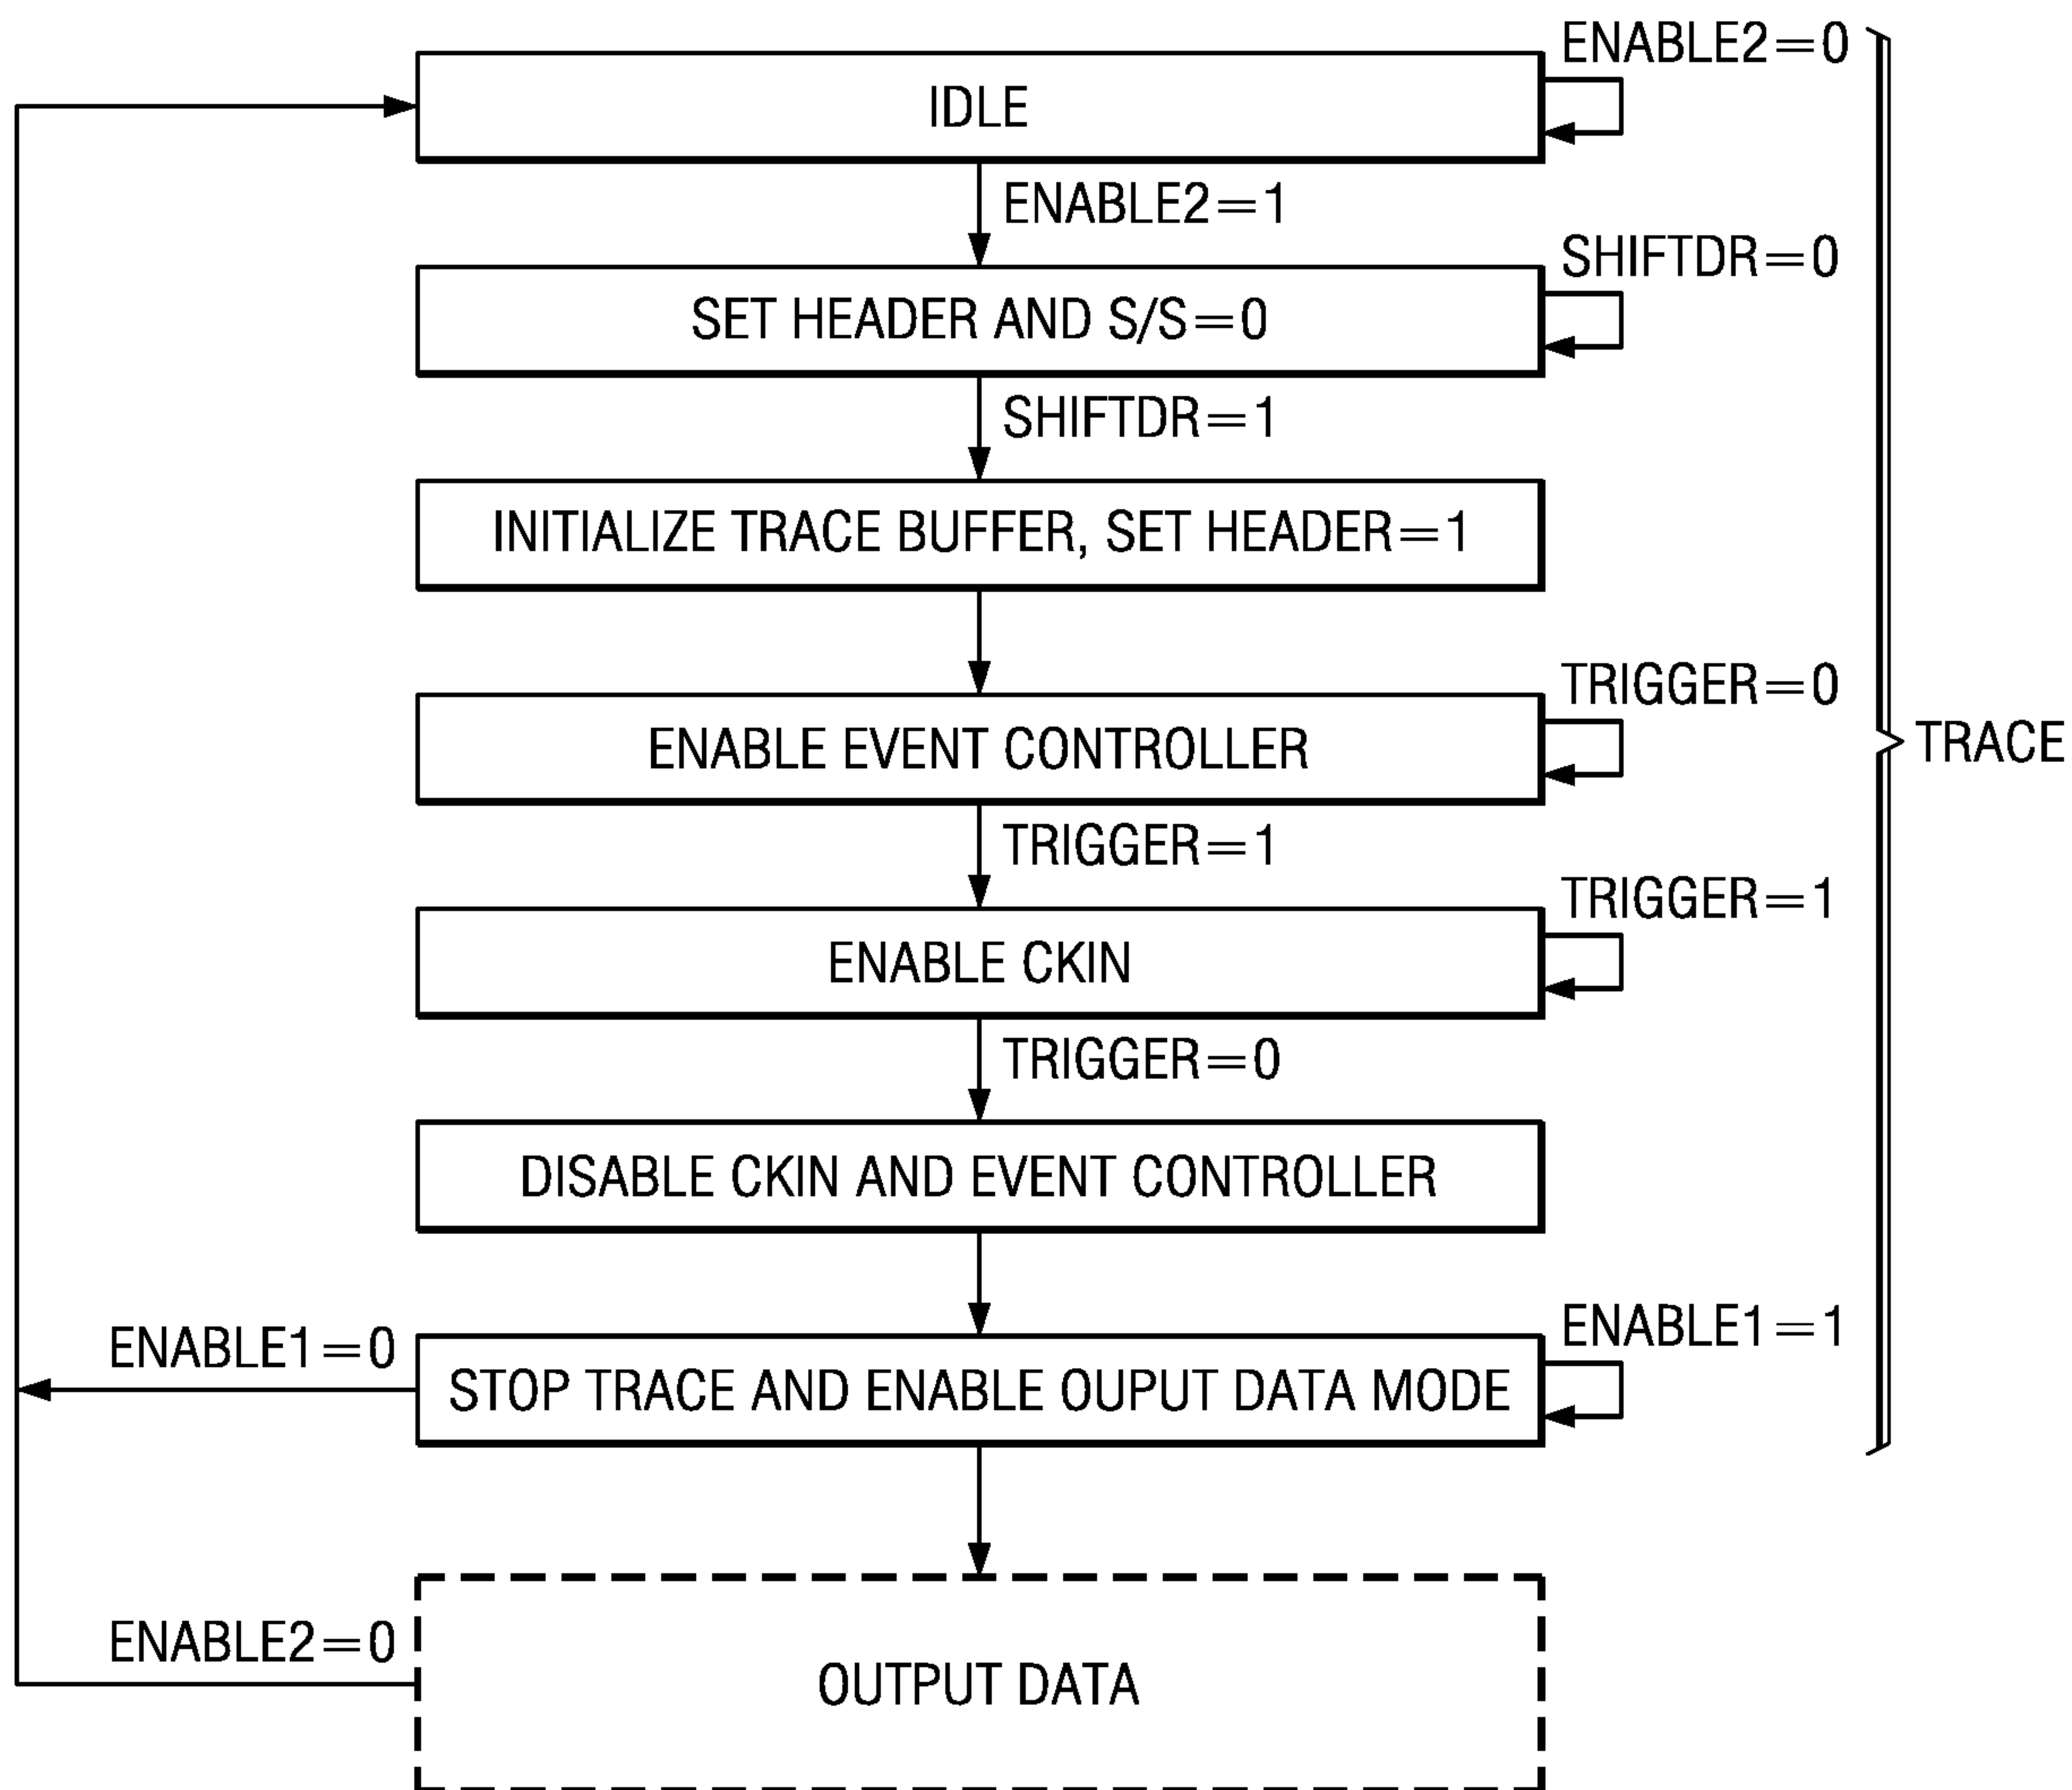 ENABLE2=0
IDLE
ENABLE2=1
SHIFTDR=0
SET HEADER AND S/S=0
SHIFTDR=1
INITIALIZE TRACE BUFFER, SET HEADER=1
TRIGGER=0
ENABLE EVENT CONTROLLER
TRACE
TRIGGER=1
TRIGGER=1
ENABLE CKIN
TRIGGER=0
DISABLE CKIN AND EVENT CONTROLLER
ENABLE1=1
ENABLE1=0
STOP TRACE AND ENABLE OUPUT DATA MODE
ENABLE2=0
OUTPUT DATA